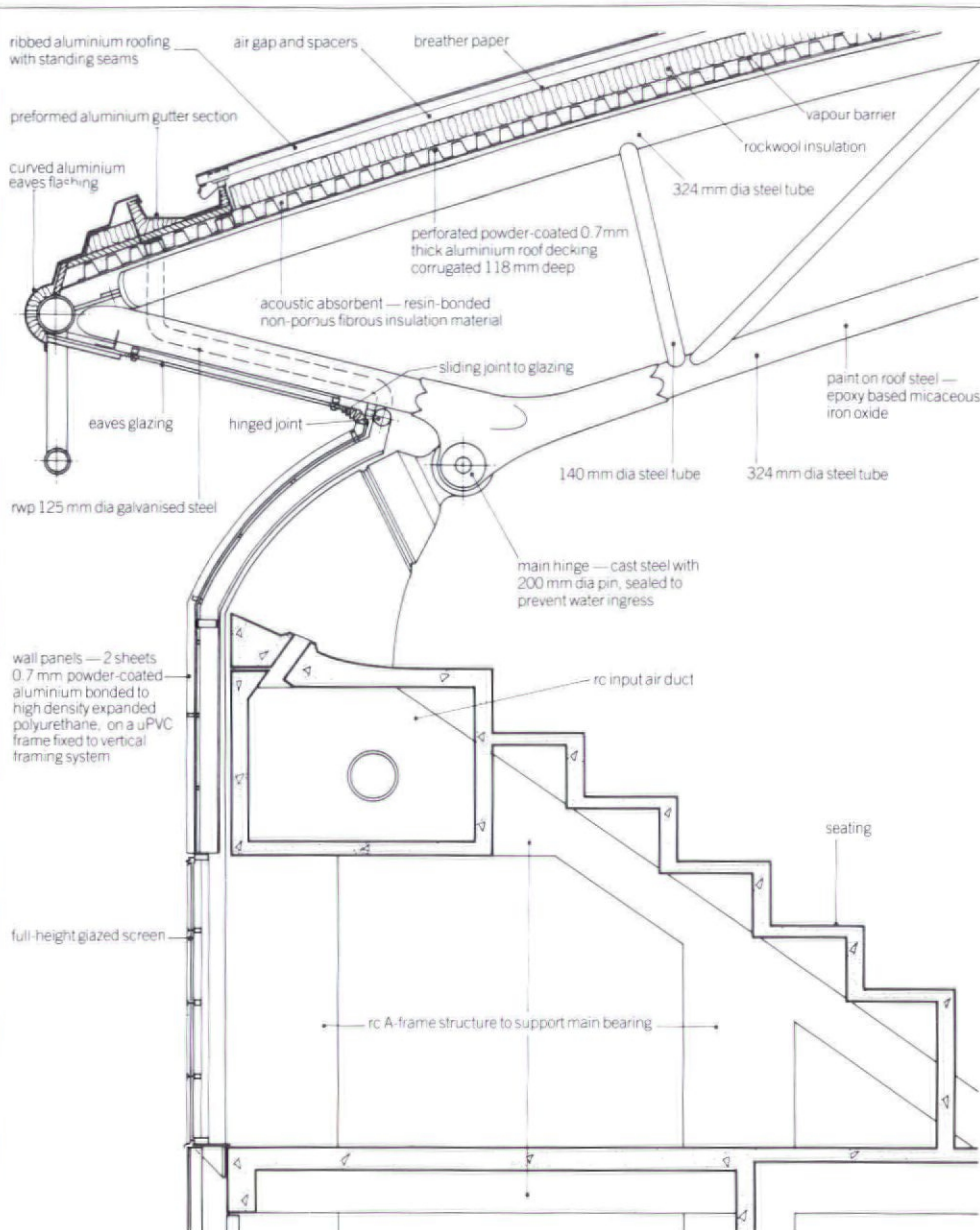 ribbed aluminium roofing
with standing seams
air gap and spacers
breather paper
preformed aluminium gutter section
vapour barrier
rockwool insulation
curved aluminium
eaves flashing
324 mm dia steel tube
perforated powder-coated 0.7mm
thick aluminium roof decking
corrugated 118 mm deep
acoustic absorbent — resin-bonded
non-porous fibrous insulation material
sliding joint to glazing
paint on roof steel —
epoxy based micaceous
iron oxide
eaves glazing
hinged joint
140 mm dia steel tube
324 mm dia steel tube
rwp 125 mm dia galvanised steel
main hinge — cast steel with
200 mm dia pin, sealed to
prevent water ingress
wall panels — 2 sheets
0.7 mm powder-coated
aluminium bonded to
high density expanded
polyurethane, on a uPVC
frame fixed to vertical
framing system
rc input air duct
seating
full-height glazed screen
rc A-frame structure to support main bearing